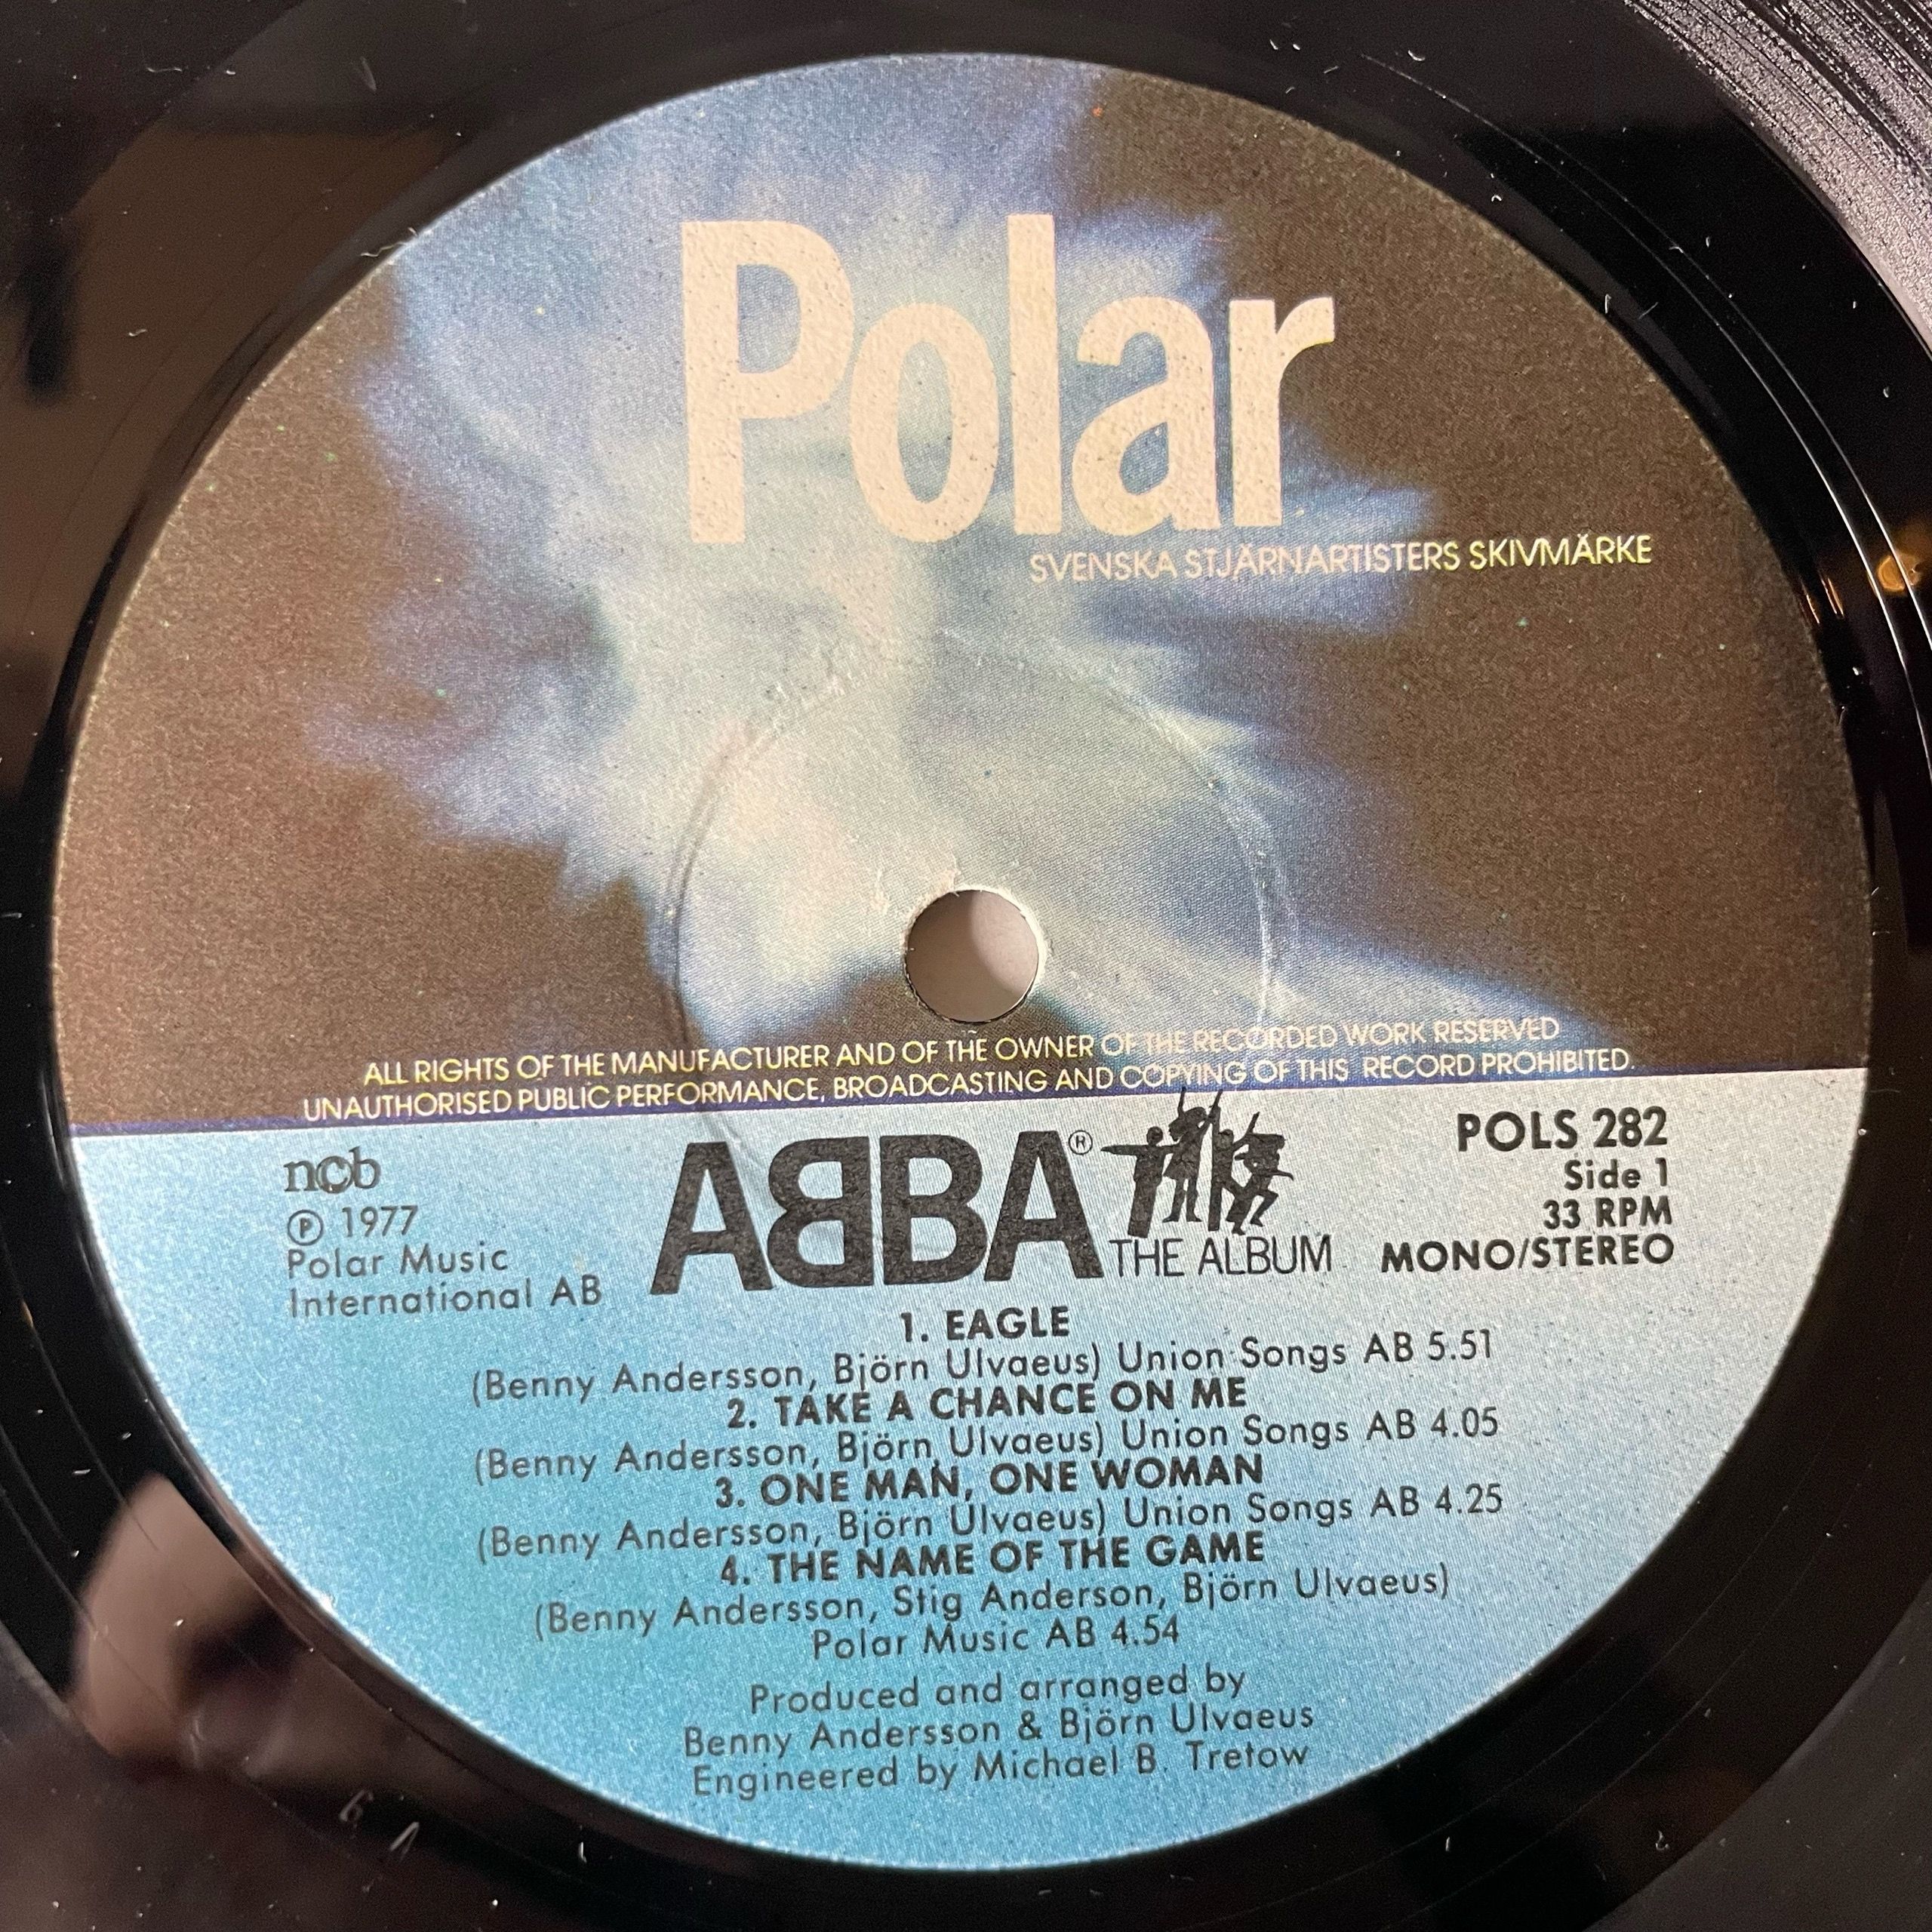 Polar
SVENSKA STJÄRNARTISTERS SKIVMÄRKE
ALL RIGHTS OF THE MANUFACTURER AND OF THE OWNER OF THE RECORDED WORK RESERVED
UNAUTHORISED PUBLIC PERFORMANCE, BROADCASTING AND COPYING OF THIS RECORD PROHIBITED.
ncb
℗ 1977
Polar Music
International AB
ABBA®
THE ALBUM
POLS 282
Side 1
33 RPM
MONO/STEREO
1. EAGLE
(Benny Andersson, Björn Ulvaeus) Union Songs AB 5.51
2. TAKE A CHANCE ON ME
(Benny Andersson, Björn Ulvaeus) Union Songs AB 4.05
3. ONE MAN, ONE WOMAN
(Benny Andersson, Björn Ulvaeus) Union Songs AB 4.25
4. THE NAME OF THE GAME
(Benny Andersson, Stig Anderson, Björn Ulvaeus)
Polar Music AB 4.54
Produced and arranged by
Benny Andersson & Björn Ulvaeus
Engineered by Michael B. Tretow